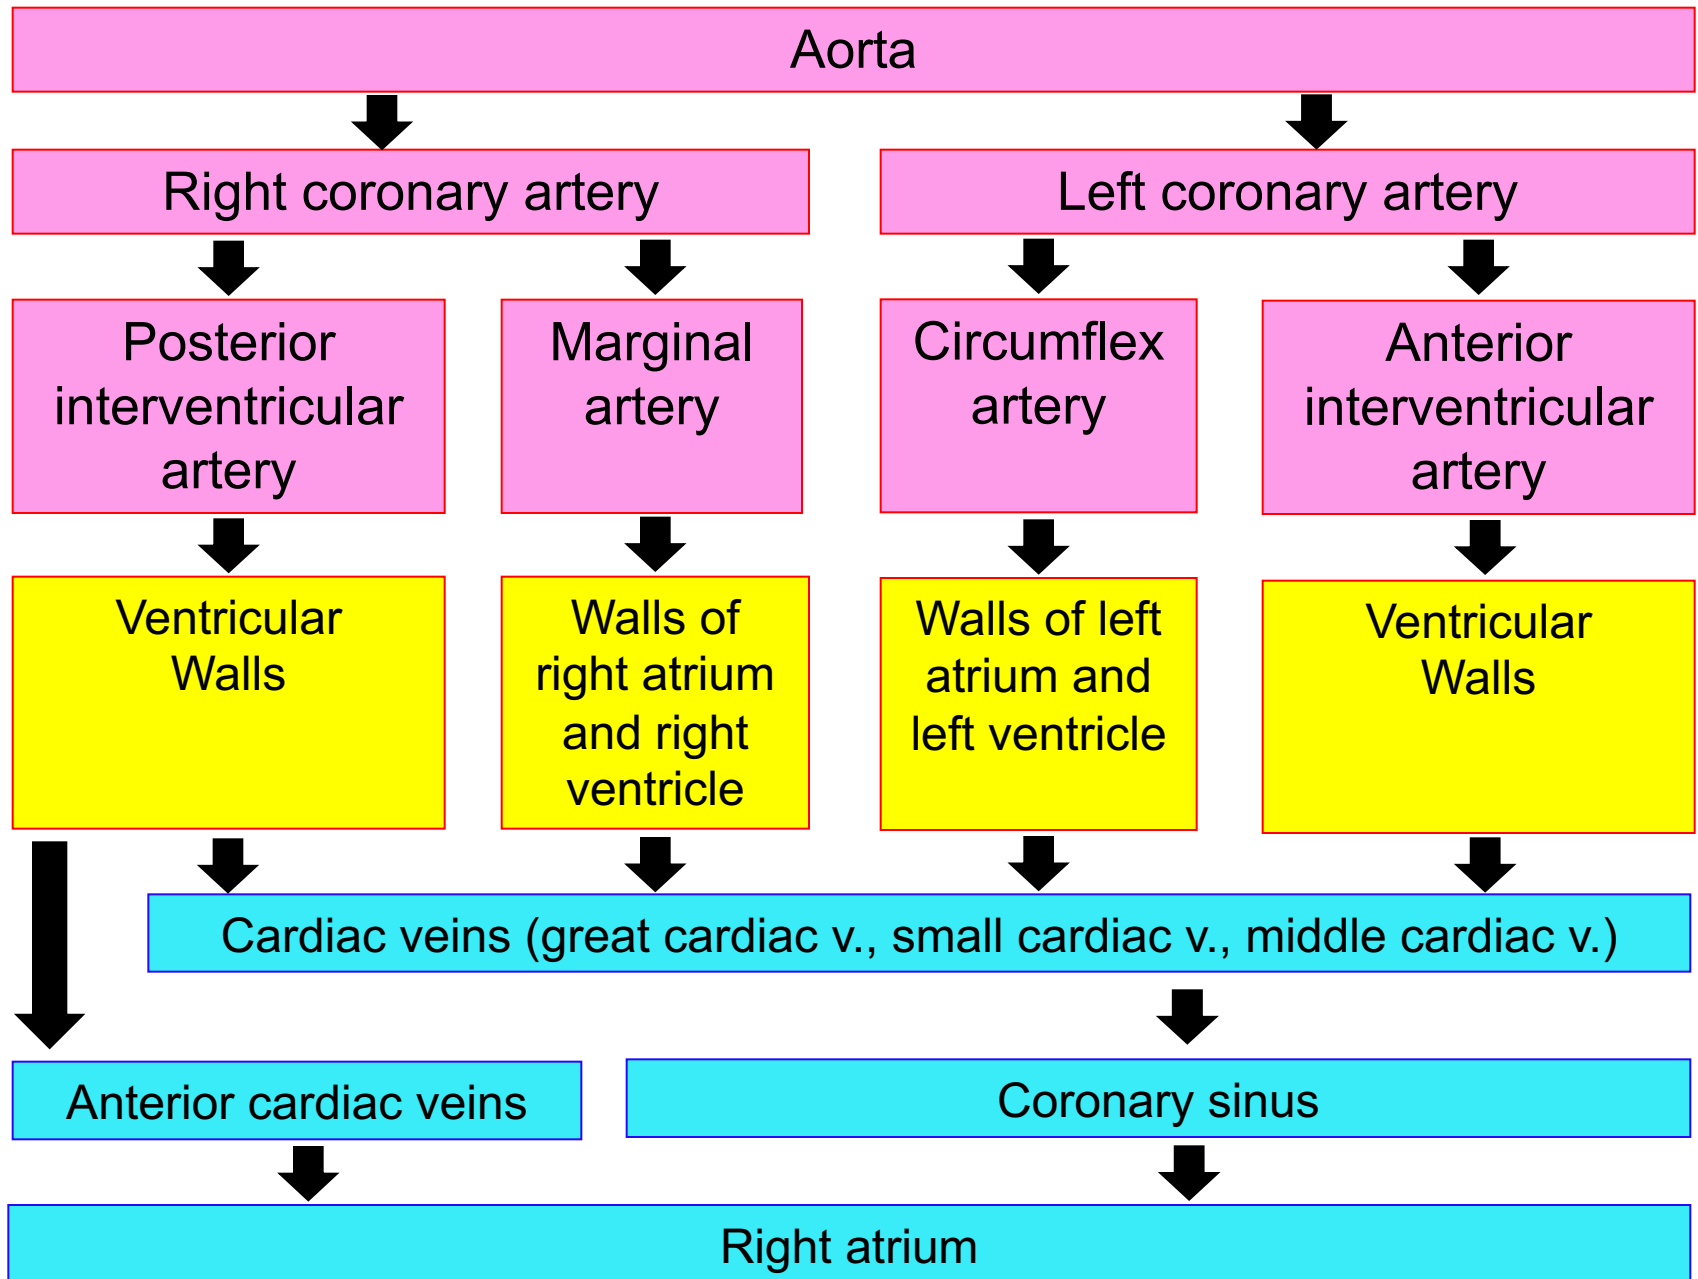 Aorta
Right coronary artery
Left coronary artery
Posterior
interventricular
artery
Marginal
artery
Circumflex
artery
Anterior
interventricular
artery
Ventricular
Walls
Walls of
right atrium
and right
ventricle
Walls of left
atrium and
left ventricle
Ventricular
Walls
Cardiac veins (great cardiac v., small cardiac v., middle cardiac v.)
Anterior cardiac veins
Coronary sinus
Right atrium